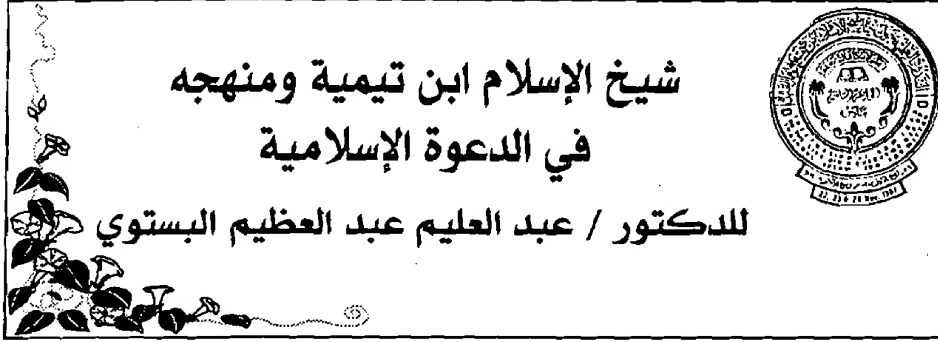 شيخ الإسلام ابن تيمية ومنهجه
في الدعوة الإسلامية
للدكتور / عبد العليم عبد العظيم البستوي